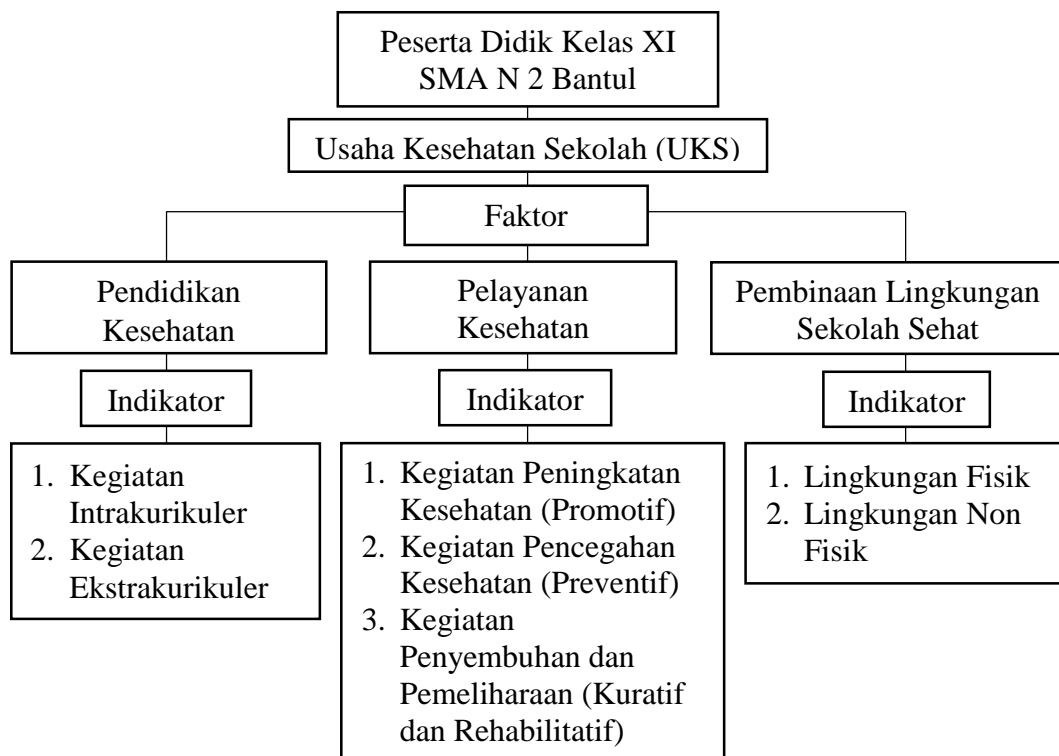 Peserta Didik Kelas XI
SMA N 2 Bantul
Usaha Kesehatan Sekolah (UKS)
Faktor
Pendidikan
Kesehatan
Pelayanan
Kesehatan
Pembinaan Lingkungan
Sekolah Sehat
Indikator
Indikator
Indikator
1. Kegiatan
Intrakurikuler
2. Kegiatan
Ekstrakurikuler
1. Kegiatan Peningkatan
Kesehatan (Promotif)
2. Kegiatan Pencegahan
Kesehatan (Preventif)
3. Kegiatan
Penyembuhan dan
Pemeliharaan (Kuratif
dan Rehabilitatif)
1. Lingkungan Fisik
2. Lingkungan Non
Fisik